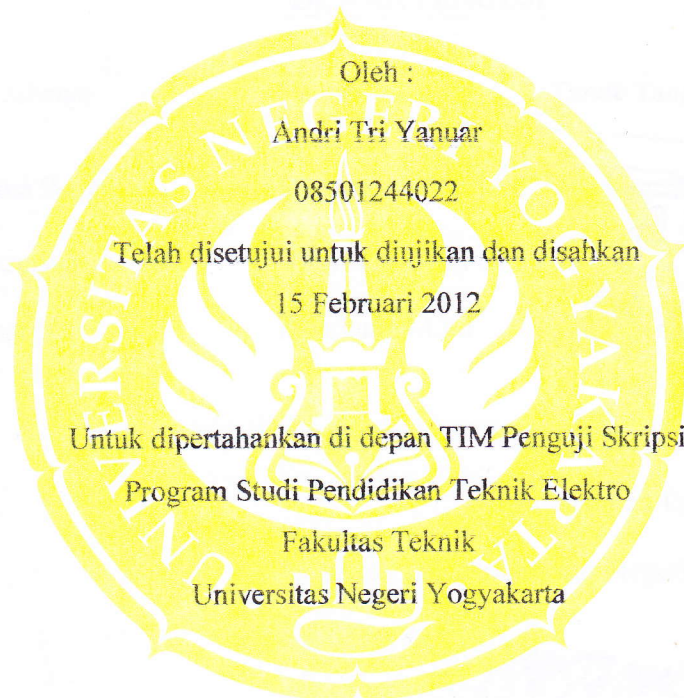 Oleh :
Andri Tri Yanuar
08501244022
Telah disetujui untuk diujikan dan disahkan
15 Februari 2012
Untuk dipertahankan di depan TIM Penguji Skripsi
Program Studi Pendidikan Teknik Elektro
Fakultas Teknik
Universitas Negeri Yogyakarta
UNIVERSITAS NEGERI YOGYAKARTA